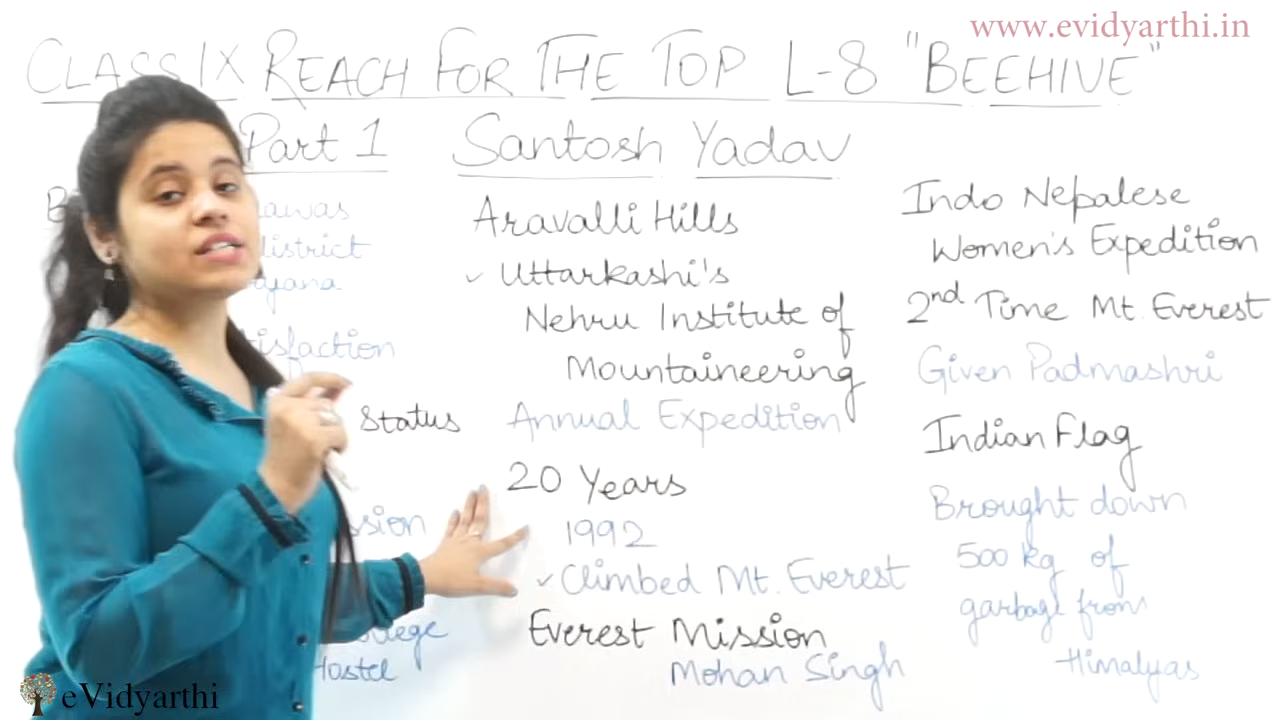 www.evidyarthi.in
CLASS IX REACH FOR THE TOP L-8 "BEEHIVE"
Part 1 Santosh Yadav
district
Satisfaction
Status
College
Hostel
Aravalli Hills
✓ Uttarkashi's
Nehru Institute of
Mountaineering
Annual Expedition
20 Years
1992
✓ Climbed Mt. Everest
Everest Mission
Mohan Singh
Indo Nepalese
Women's Expedition
2nd Time Mt. Everest
Given Padmashri
Indian Flag
Brought down
500 kg of
garbage from
Himalyas
eVidyarthi